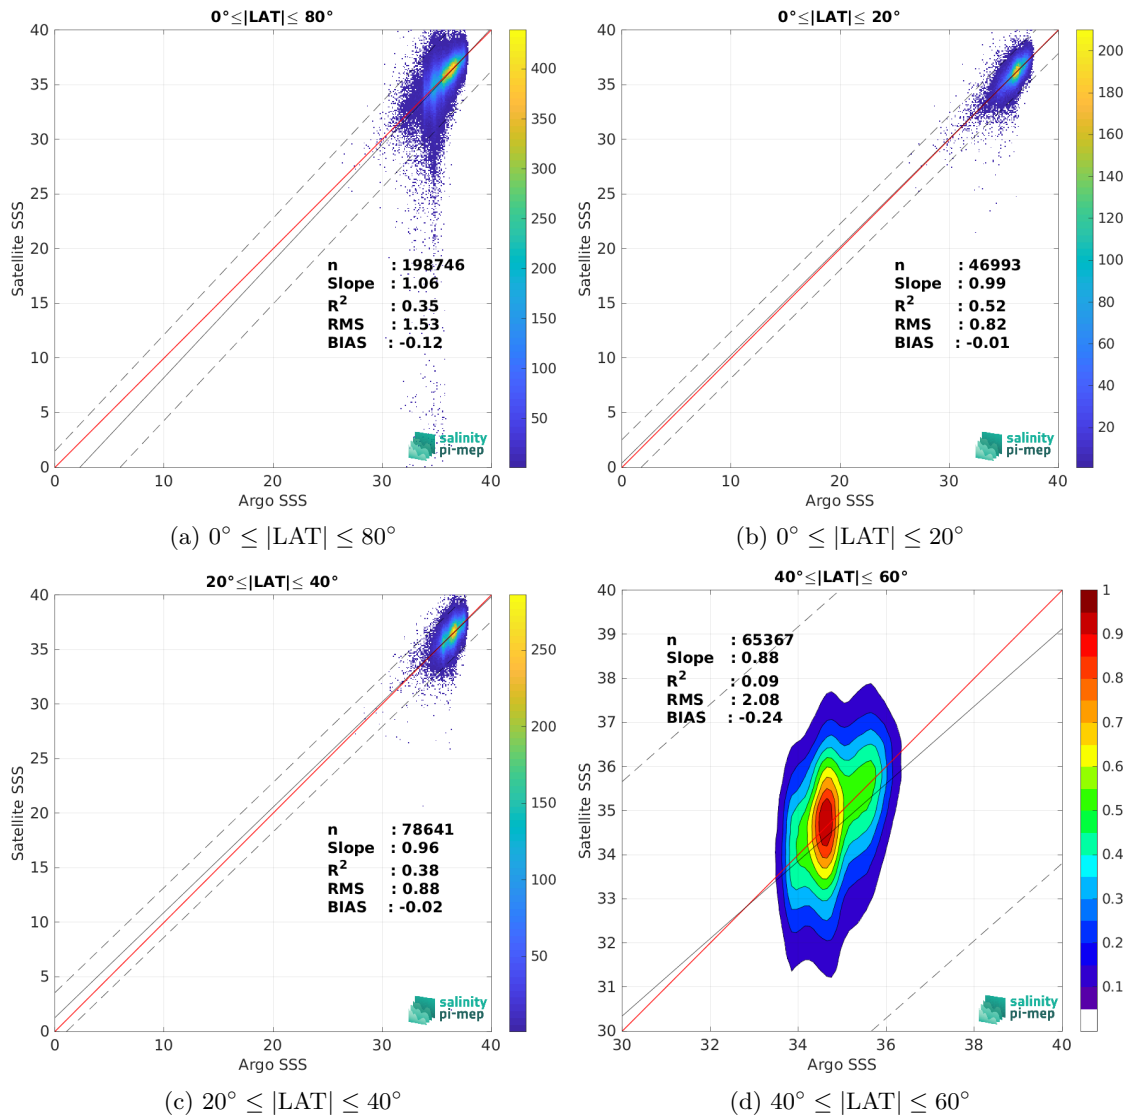 0°≤|LAT|≤ 80°
40
35
30
25
20
15
10
5
0
0
10
20
30
40
Satellite SSS
Argo SSS
n : 198746
Slope : 1.06
R² : 0.35
RMS : 1.53
BIAS : -0.12
salinity
pi-mep
400
350
300
250
200
150
100
50
(a) 0° ≤ |LAT| ≤ 80°
0°≤|LAT|≤ 20°
40
35
30
25
20
15
10
5
0
0
10
20
30
40
Satellite SSS
Argo SSS
n : 46993
Slope : 0.99
R² : 0.52
RMS : 0.82
BIAS : -0.01
salinity
pi-mep
200
180
160
140
120
100
80
60
40
20
(b) 0° ≤ |LAT| ≤ 20°
20°≤|LAT|≤ 40°
40
35
30
25
20
15
10
5
0
0
10
20
30
40
Satellite SSS
Argo SSS
n : 78641
Slope : 0.96
R² : 0.38
RMS : 0.88
BIAS : -0.02
salinity
pi-mep
250
200
150
100
50
(c) 20° ≤ |LAT| ≤ 40°
40°≤|LAT|≤ 60°
40
39
38
37
36
35
34
33
32
31
30
30
32
34
36
38
40
Satellite SSS
Argo SSS
n : 65367
Slope : 0.88
R² : 0.09
RMS : 2.08
BIAS : -0.24
salinity
pi-mep
1
0.9
0.8
0.7
0.6
0.5
0.4
0.3
0.2
0.1
(d) 40° ≤ |LAT| ≤ 60°